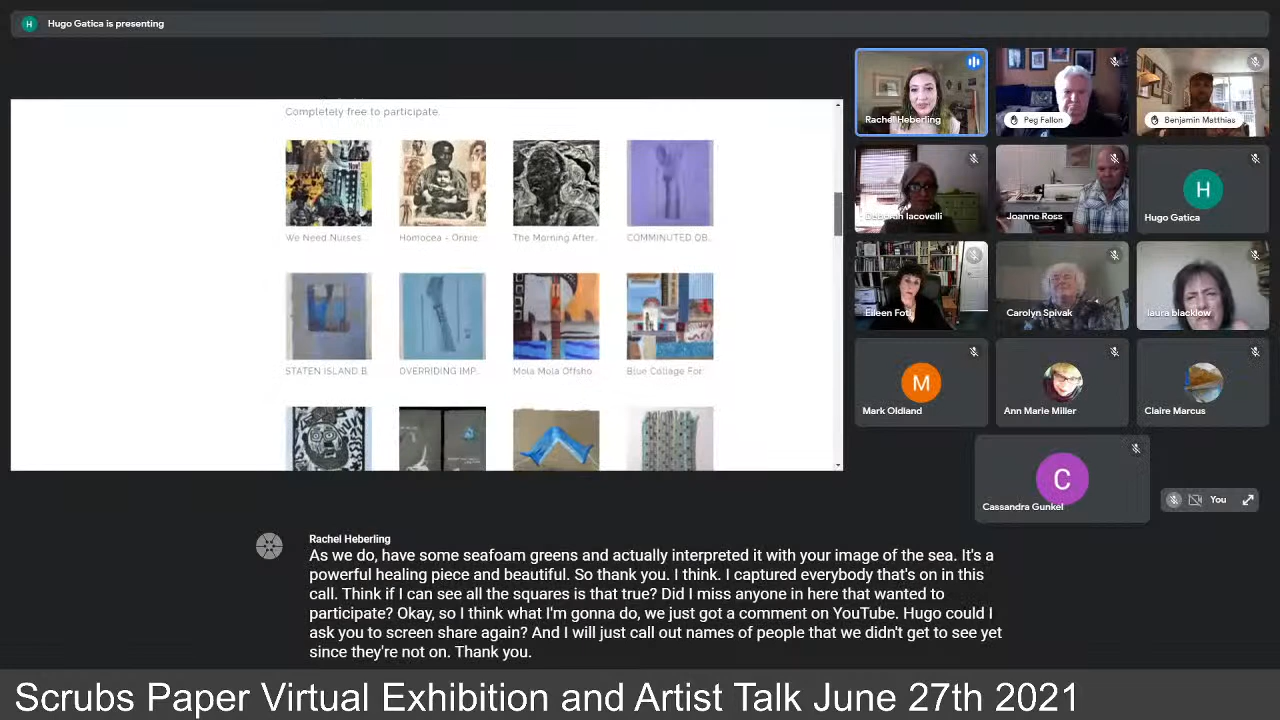 H
Hugo Gatica is presenting
Completely free to participate.
We Need Nurses..
Homocea - Onnie
The Morning After..
COMMINUTED OB..
STATEN ISLAND B
OVERRIDING IMP..
Mola Mola Offsho
Blue Collage For
Rachel Heberling
Peg Fallon
Benjamin Matthias
Deborah Iacovelli
Joanne Ross
H
Hugo Gatica
Eileen Foti
Carolyn Spivak
laura blacklow
M
Mark Oldland
Ann Marie Miller
Claire Marcus
C
Cassandra Gunkel
You
Rachel Heberling
As we do, have some seafoam greens and actually interpreted it with your image of the sea. It's a
powerful healing piece and beautiful. So thank you. I think. I captured everybody that's on in this
call. Think if I can see all the squares is that true? Did I miss anyone in here that wanted to
participate? Okay, so I think what I'm gonna do, we just got a comment on YouTube. Hugo could I
ask you to screen share again? And I will just call out names of people that we didn't get to see yet
since they're not on. Thank you.
Scrubs Paper Virtual Exhibition and Artist Talk June 27th 2021